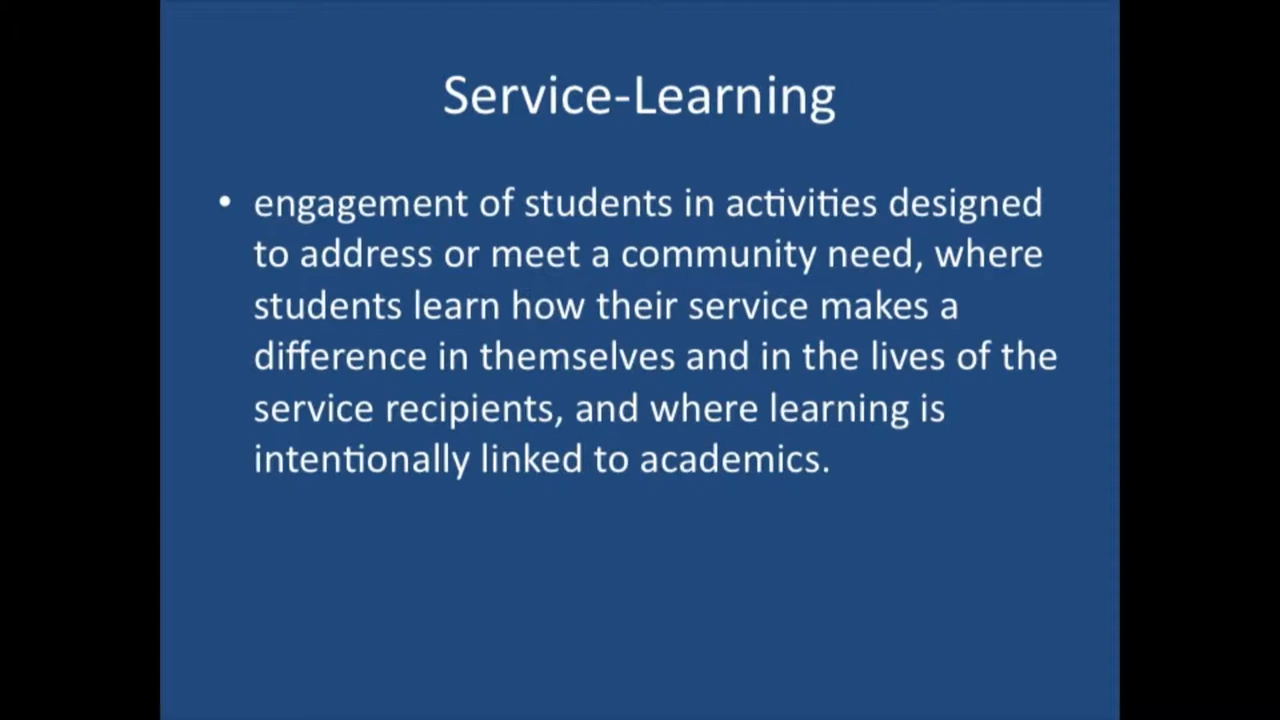 Service-Learning
• engagement of students in activities designed
to address or meet a community need, where
students learn how their service makes a
difference in themselves and in the lives of the
service recipients, and where learning is
intentionally linked to academics.